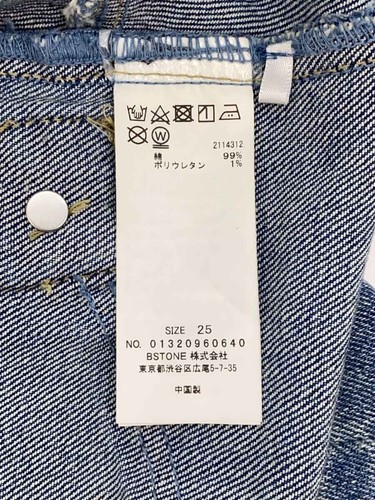 2114312
綿 99%
ポリウレタン 1%
SIZE 25
NO. 01320960640
BSTONE 株式会社
東京都渋谷区広尾5-7-35
中国製